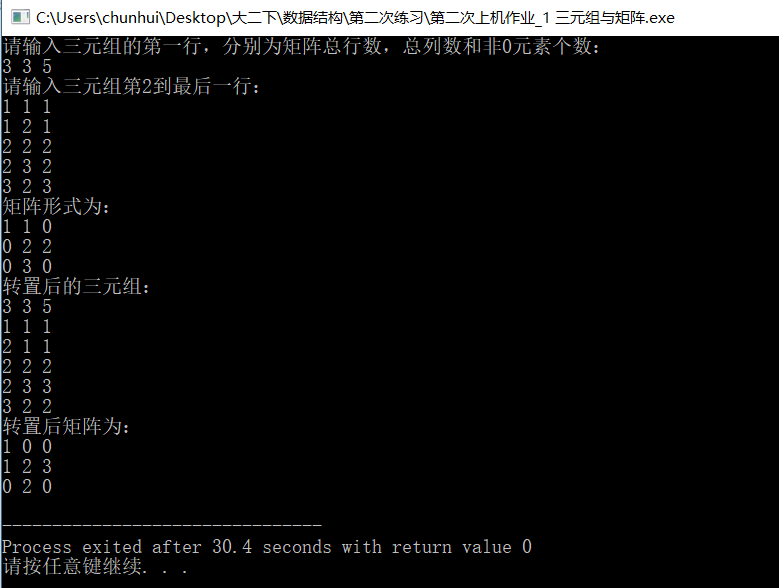 C:\Users\chunhui\Desktop\大二下\数据结构\第二次练习\第二次上机作业_1 三元组与矩阵.exe
请输入三元组的第一行，分别为矩阵总行数，总列数和非0元素个数：
3 3 5
请输入三元组第2到最后一行：
1 1 1
1 2 1
2 2 2
2 3 2
3 2 3
矩阵形式为：
1 1 0
0 2 2
0 3 0
转置后的三元组：
3 3 5
1 1 1
2 1 1
2 2 2
2 3 3
3 2 2
转置后矩阵为：
1 0 0
1 2 3
0 2 0
--------------------------------
Process exited after 30.4 seconds with return value 0
请按任意键继续. . .